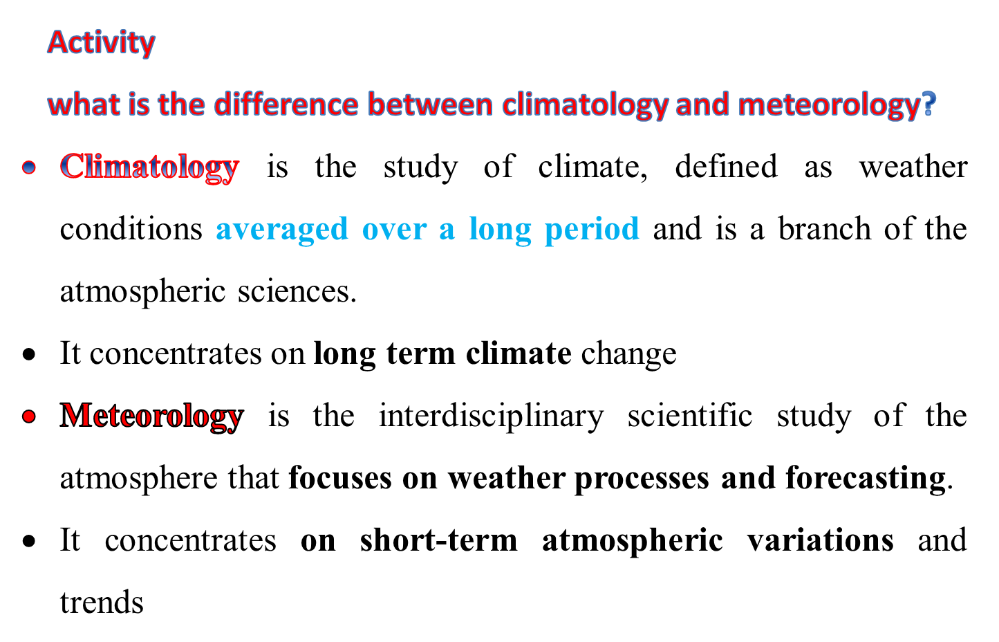 Activity
what is the difference between climatology and meteorology?
• Climatology is the study of climate, defined as weather
conditions averaged over a long period and is a branch of the
atmospheric sciences.
• It concentrates on long term climate change
• Meteorology is the interdisciplinary scientific study of the
atmosphere that focuses on weather processes and forecasting.
• It concentrates on short-term atmospheric variations and
trends